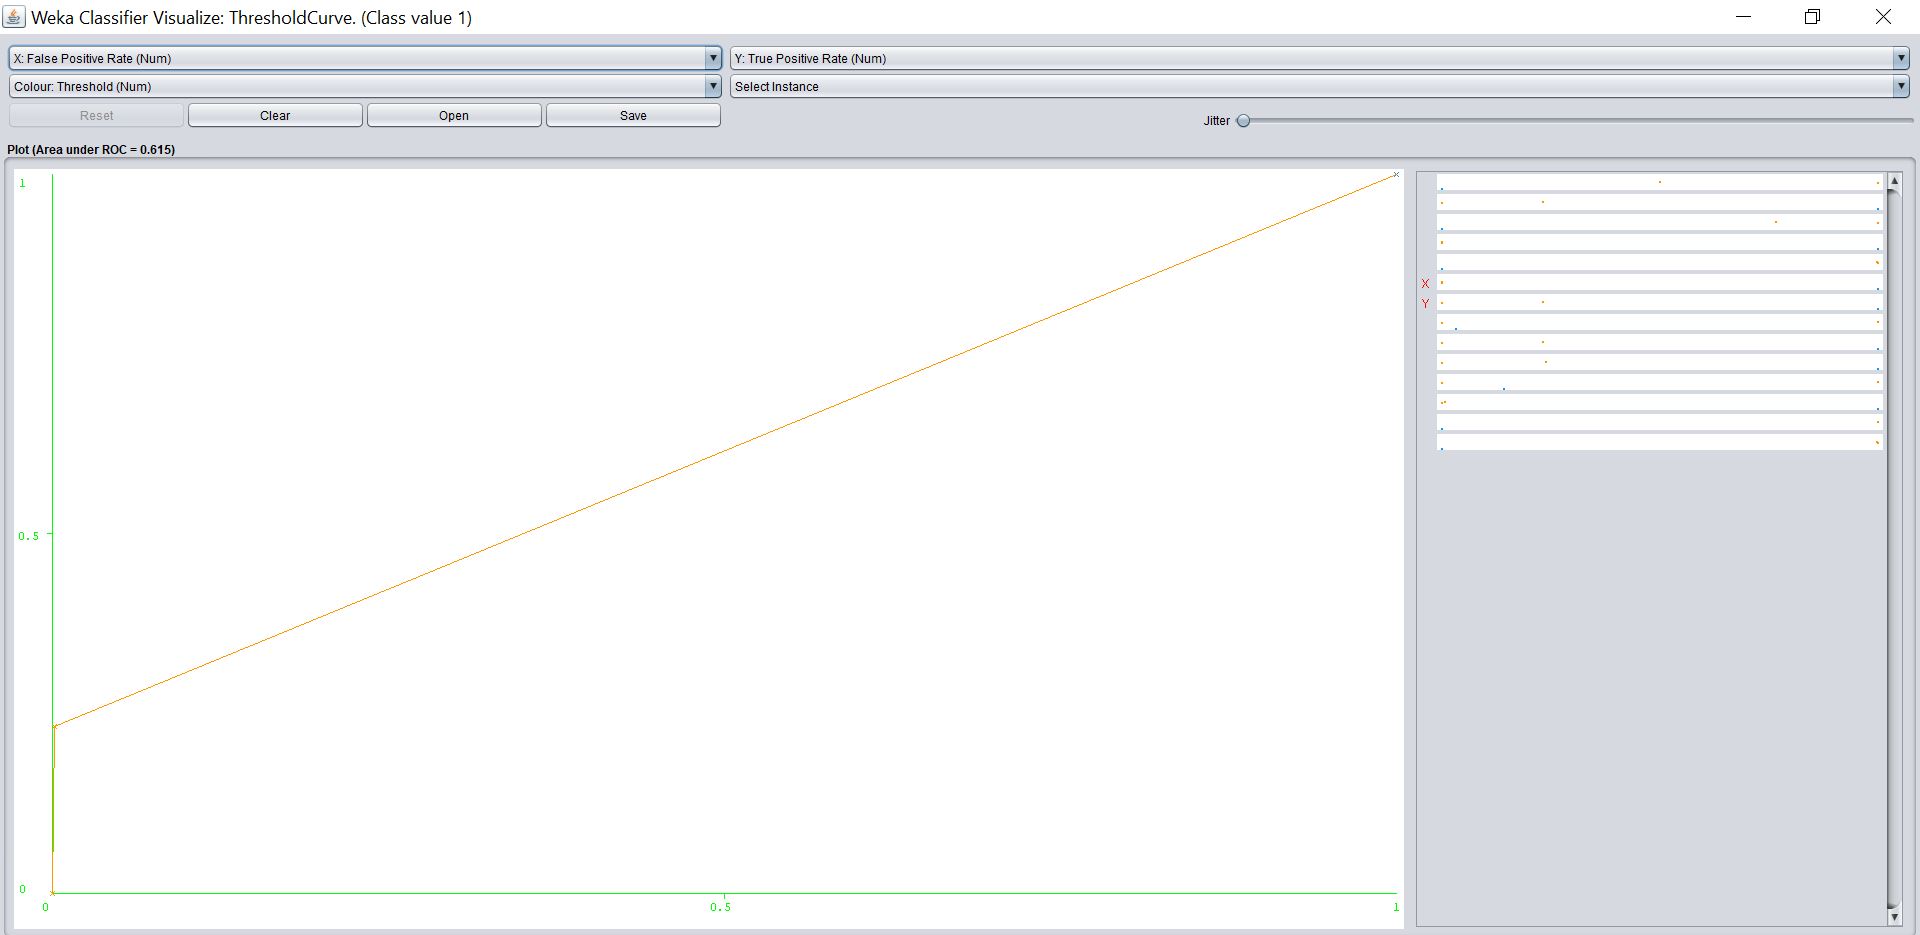 Weka Classifier Visualize: ThresholdCurve. (Class value 1)
X: False Positive Rate (Num)
Y: True Positive Rate (Num)
Colour: Threshold (Num)
Select Instance
Reset
Clear
Open
Save
Jitter
Plot (Area under ROC = 0.615)
1
X
Y
0.5
0
0
0.5
1